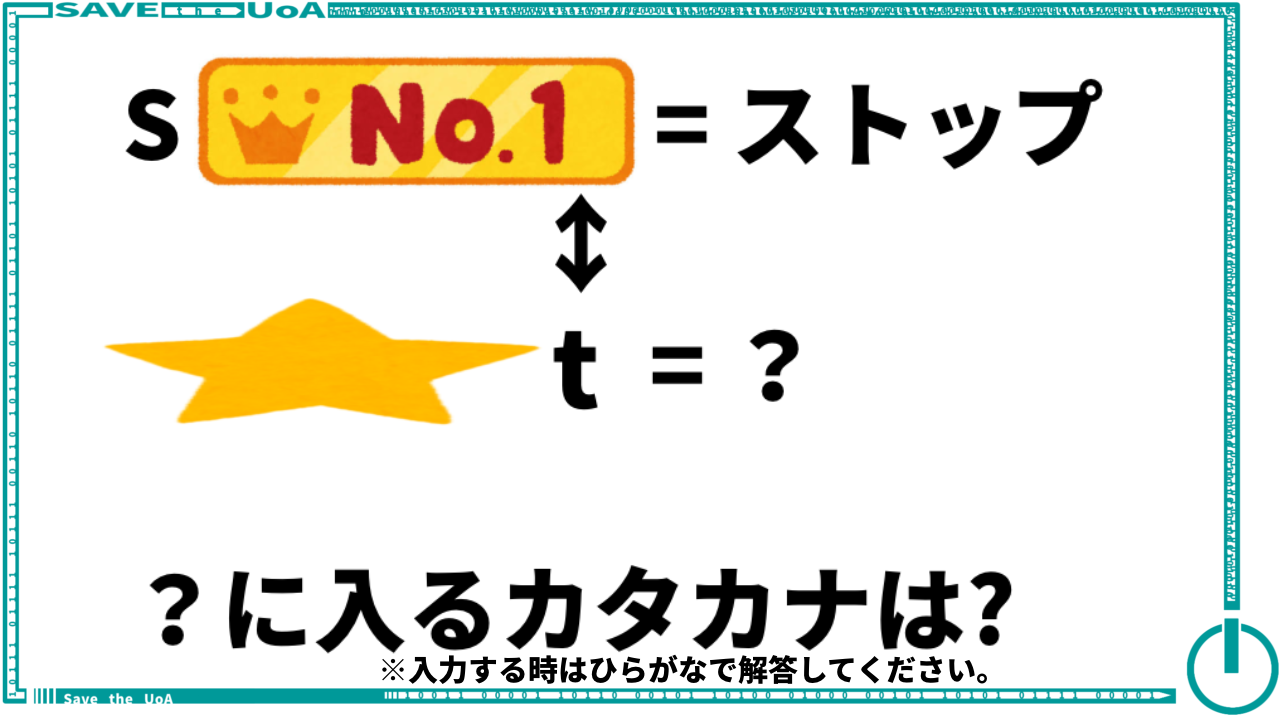 SAVE the UoA
s No.1 = ストップ
↕
t = ?
?に入るカタカナは?
※入力する時はひらがなで解答してください。
Save the UoA